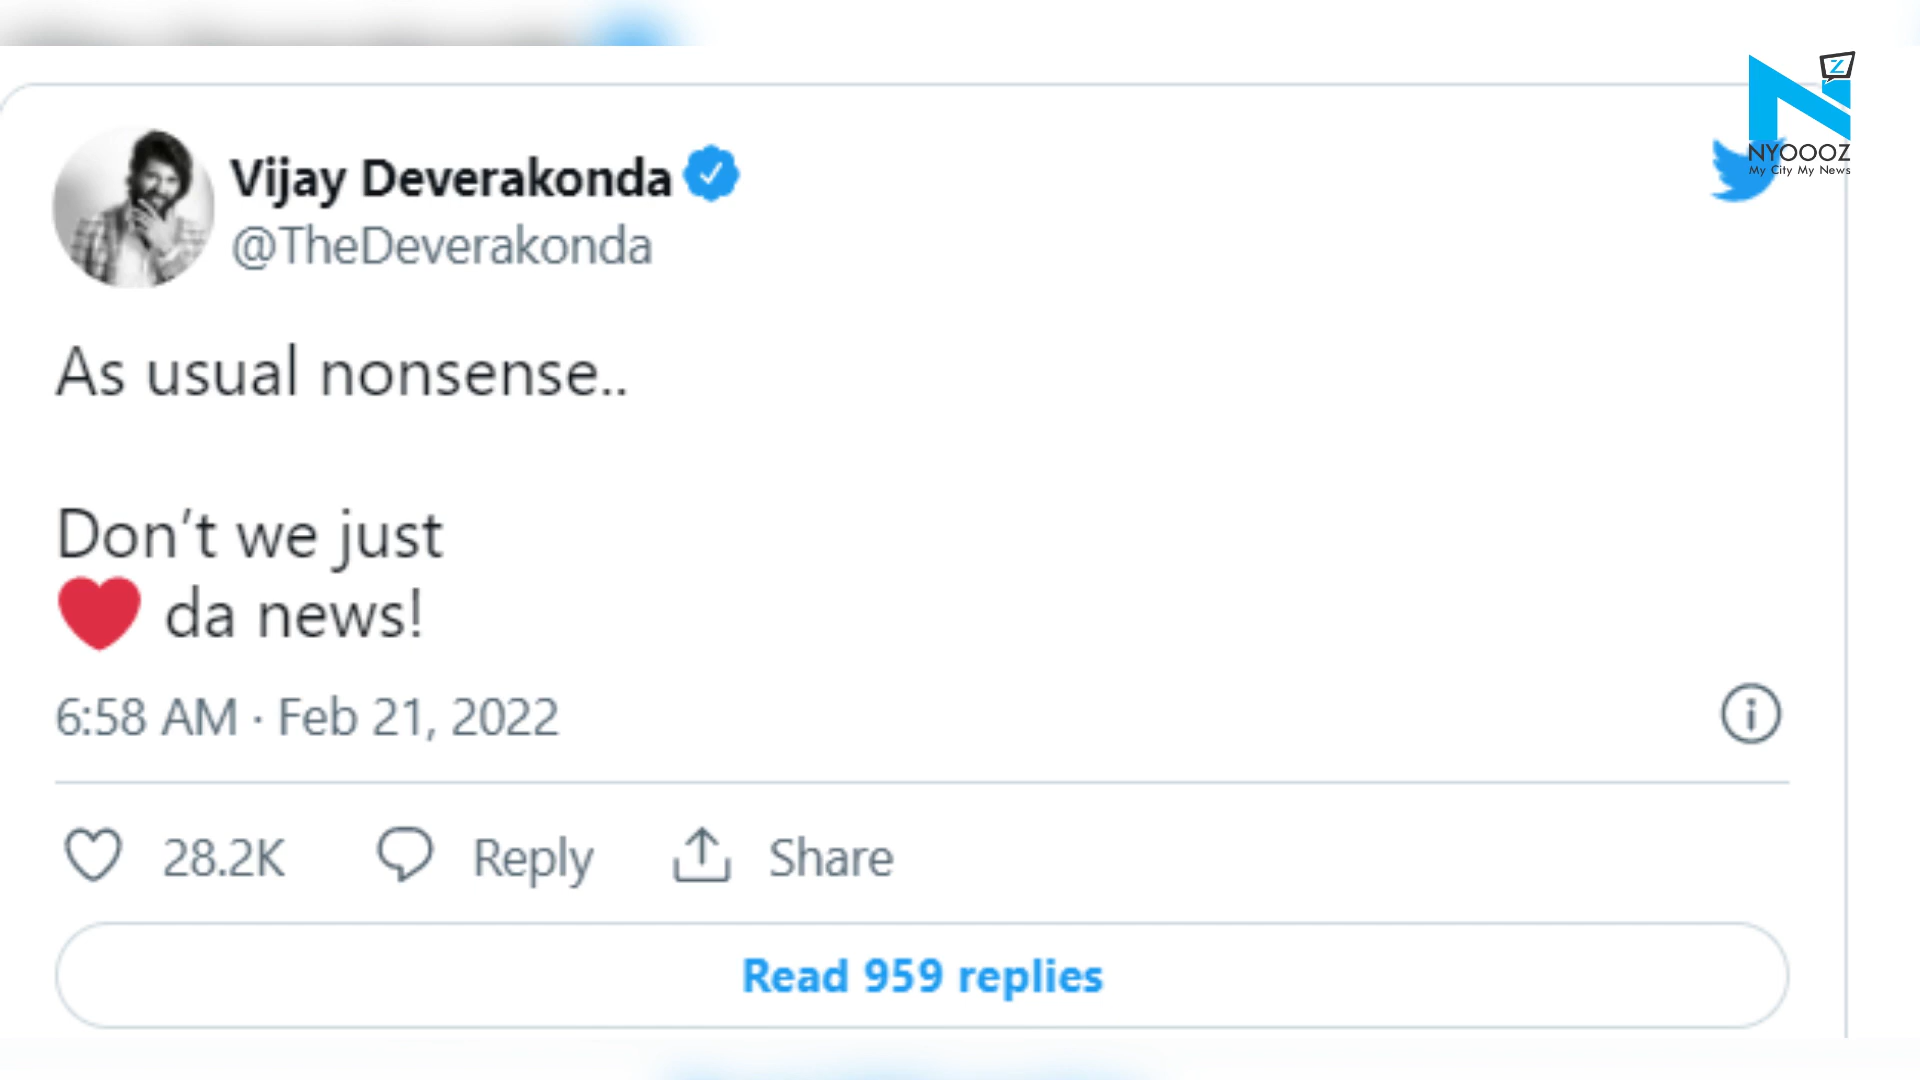 Vijay Deverakonda
@TheDeverakonda
NYOOOZ
My City My News
As usual nonsense..
Don’t we just
❤️ da news!
6:58 AM · Feb 21, 2022
28.2K Reply Share
Read 959 replies